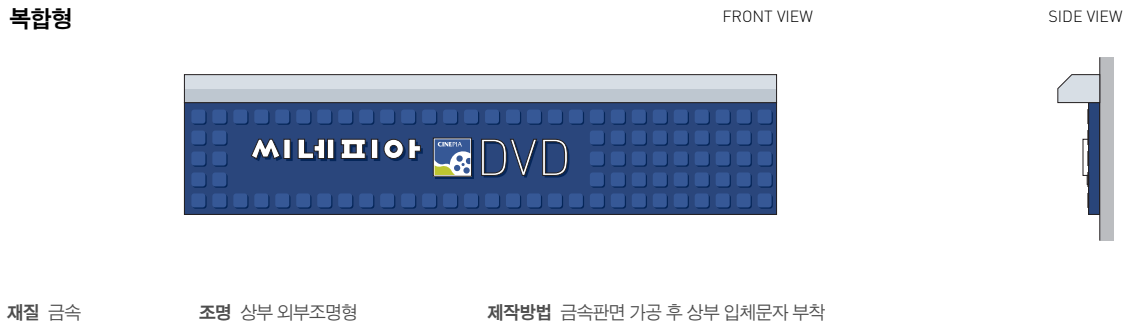 복합형
FRONT VIEW
SIDE VIEW
씨네피아 CINEPIA DVD
재질 금속
조명 상부 외부조명형
제작방법 금속판면 가공 후 상부 입체문자 부착